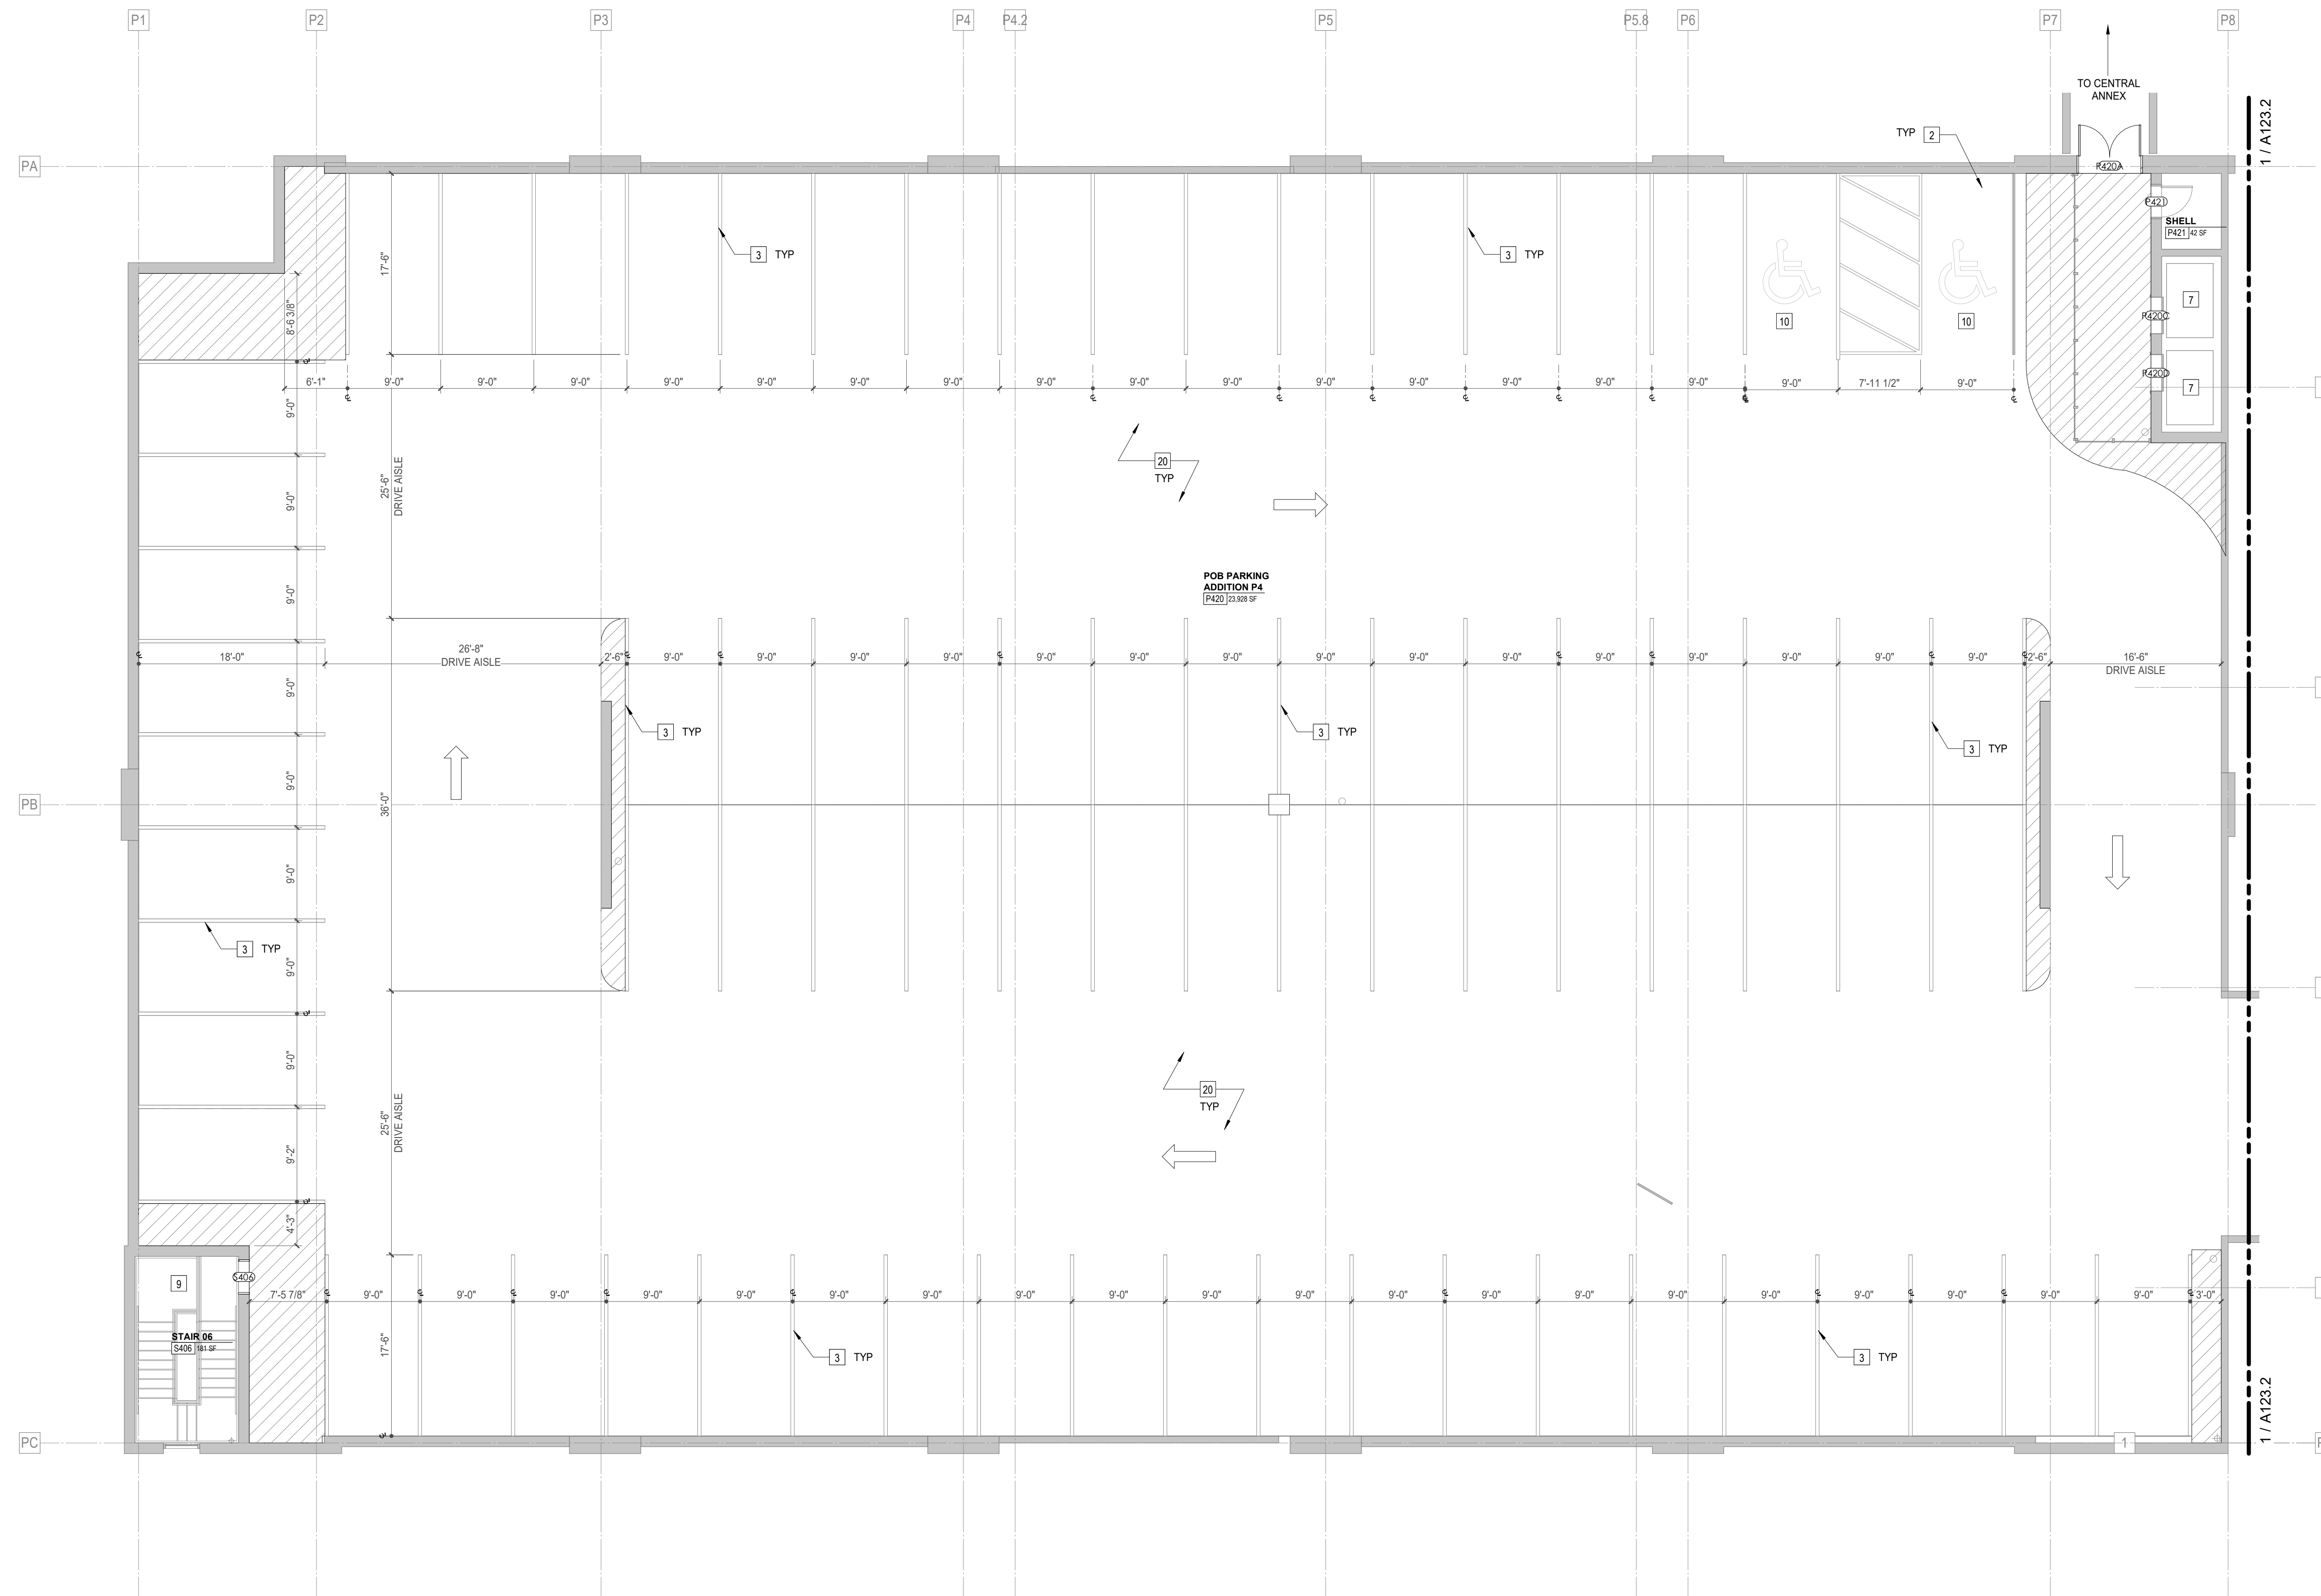 P1 P2 P3 P4 P4.2 P5 P5.8 P6 P7 P8
TO CENTRAL
ANNEX
1 / A123.2
TYP 2
PA
P420A
P421
SHELL
P421 42 SF
3 TYP
3 TYP
17'-6"
7
10
10
P420C
8'-6 3/8"
P420D
7
6'-1" 9'-0" 9'-0" 9'-0" 9'-0" 9'-0" 9'-0" 9'-0" 9'-0" 9'-0" 9'-0" 9'-0" 9'-0" 9'-0" 9'-0" 9'-0" 9'-0" 7'-11 1/2" 9'-0"
9'-0"
20
TYP
25'-6"
DRIVE AISLE
9'-0"
POB PARKING
ADDITION P4
P420 23,928 SF
9'-0"
18'-0"
26'-8"
DRIVE AISLE
2'-6" 9'-0" 9'-0" 9'-0" 9'-0" 9'-0" 9'-0" 9'-0" 9'-0" 9'-0" 9'-0" 9'-0" 9'-0" 9'-0" 9'-0" 9'-0" 2'-6"
16'-6"
DRIVE AISLE
9'-0"
3 TYP
3 TYP
3 TYP
9'-0"
PB
36'-0"
9'-0"
3 TYP
9'-0"
9'-0"
20
TYP
25'-6"
DRIVE AISLE
9'-2"
4'-3"
9
S406
7'-5 7/8" 9'-0" 9'-0" 9'-0" 9'-0" 9'-0" 9'-0" 9'-0" 9'-0" 9'-0" 9'-0" 9'-0" 9'-0" 9'-0" 9'-0" 9'-0" 9'-0" 9'-0" 9'-0" 9'-0" 9'-0" 3'-0"
STAIR 06
S406 181 SF
17'-6"
3 TYP
3 TYP
1 / A123.2
PC
1